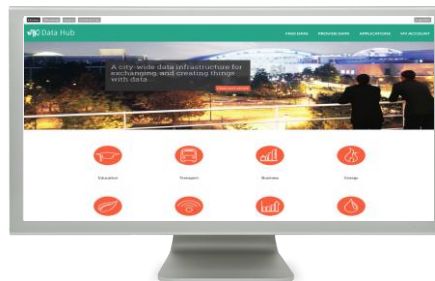 Data Hub
FIND DATA PROVIDE DATA APPLICATIONS MY ACCOUNT
A city-wide data infrastructure for
exchanging, and creating things
with data
Education Transport Business Energy